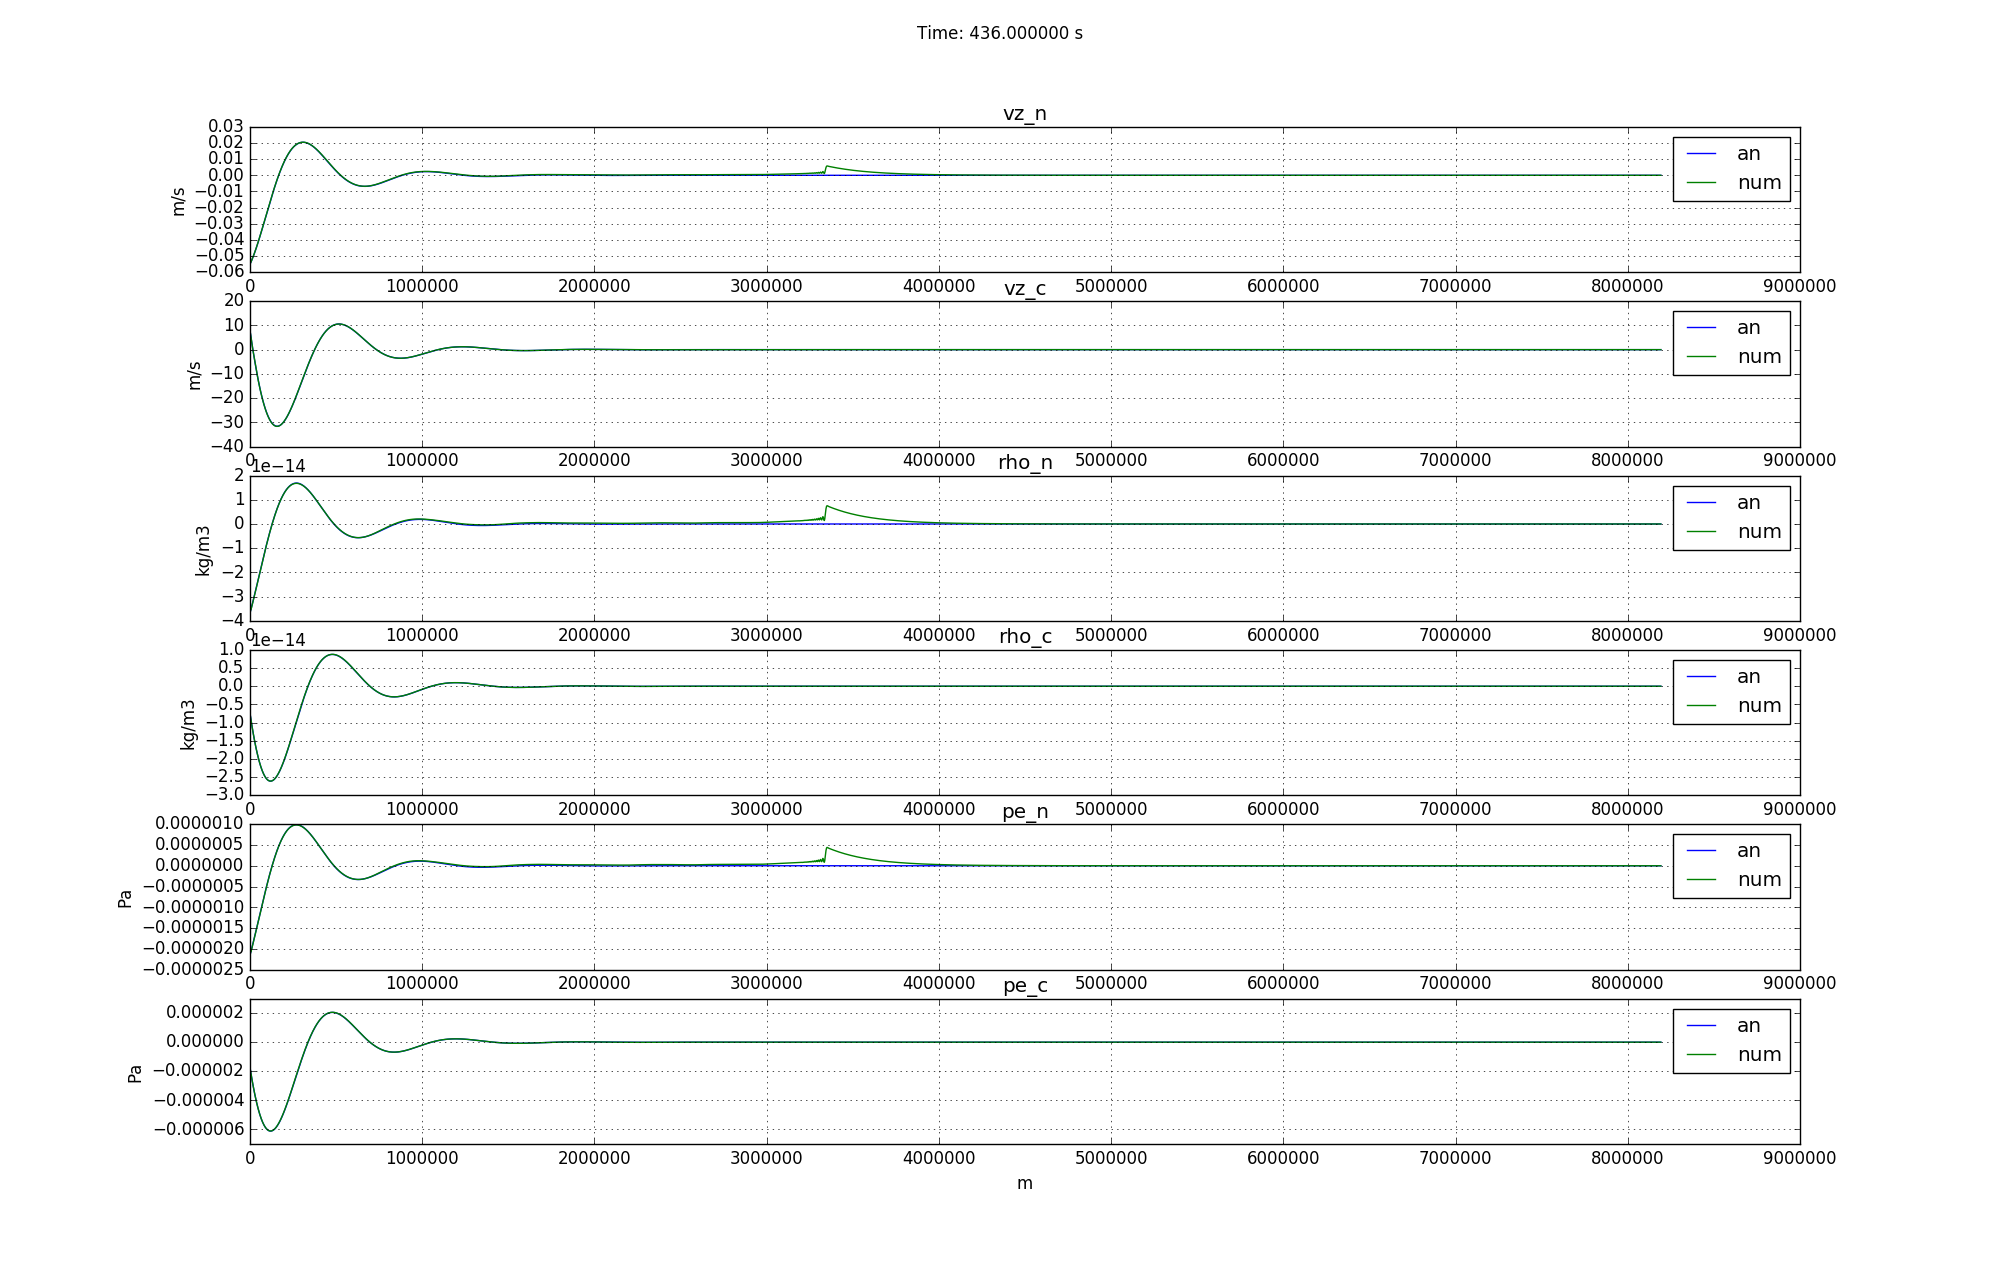 Time: 436.000000 s
vz_n
0.03
0.02
0.01
0.00
−0.01
−0.02
−0.03
−0.04
−0.05
−0.06
m/s
an
num
0 1000000 2000000 3000000 4000000 5000000 6000000 7000000 8000000 9000000
vz_c
20
10
0
−10
−20
−30
−40
m/s
an
num
0 1000000 2000000 3000000 4000000 5000000 6000000 7000000 8000000 9000000
1e−14
rho_n
2
1
0
−1
−2
−3
−4
kg/m3
an
num
0 1000000 2000000 3000000 4000000 5000000 6000000 7000000 8000000 9000000
1e−14
rho_c
1.0
0.5
0.0
−0.5
−1.0
−1.5
−2.0
−2.5
−3.0
kg/m3
an
num
0 1000000 2000000 3000000 4000000 5000000 6000000 7000000 8000000 9000000
pe_n
0.0000010
0.0000005
0.0000000
−0.0000005
−0.0000010
−0.0000015
−0.0000020
−0.0000025
Pa
an
num
0 1000000 2000000 3000000 4000000 5000000 6000000 7000000 8000000 9000000
pe_c
0.000002
0.000000
−0.000002
−0.000004
−0.000006
Pa
an
num
0 1000000 2000000 3000000 4000000 5000000 6000000 7000000 8000000 9000000
m